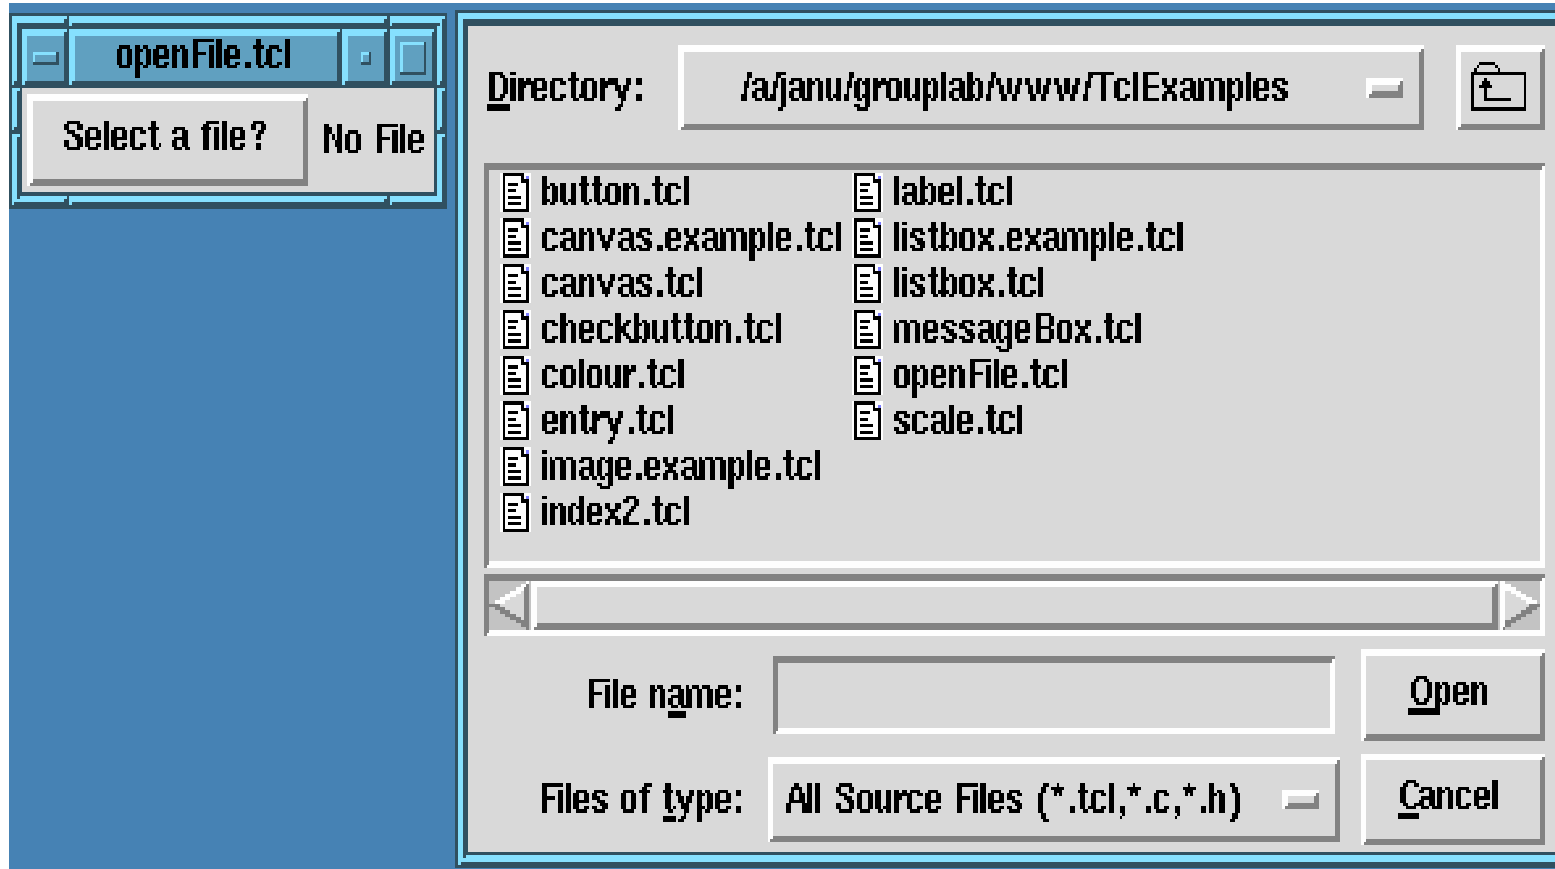 openFile.tcl
Select a file? No File
Directory: /a/janu/grouplab/www/TclExamples
button.tcl
canvas.example.tcl
canvas.tcl
checkbutton.tcl
colour.tcl
entry.tcl
image.example.tcl
index2.tcl
label.tcl
listbox.example.tcl
listbox.tcl
messageBox.tcl
openFile.tcl
scale.tcl
File name: Open
Files of type: All Source Files (*.tcl,*.c,*.h) Cancel